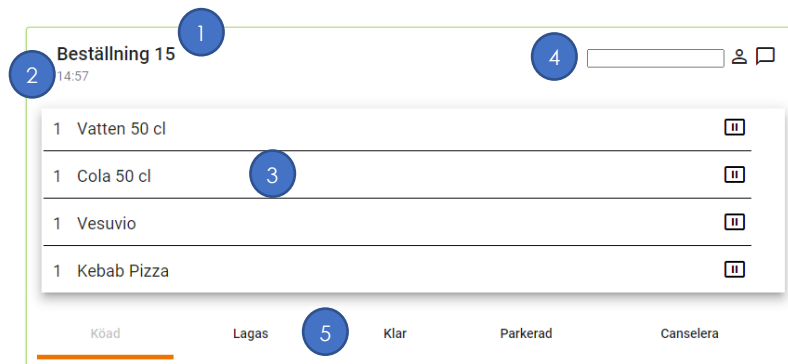 1
Beställning 15
4
2
14:57
1 Vatten 50 cl
1 Cola 50 cl
3
1 Vesuvio
1 Kebab Pizza
Köad Lagas 5 Klar Parkerad Canselera